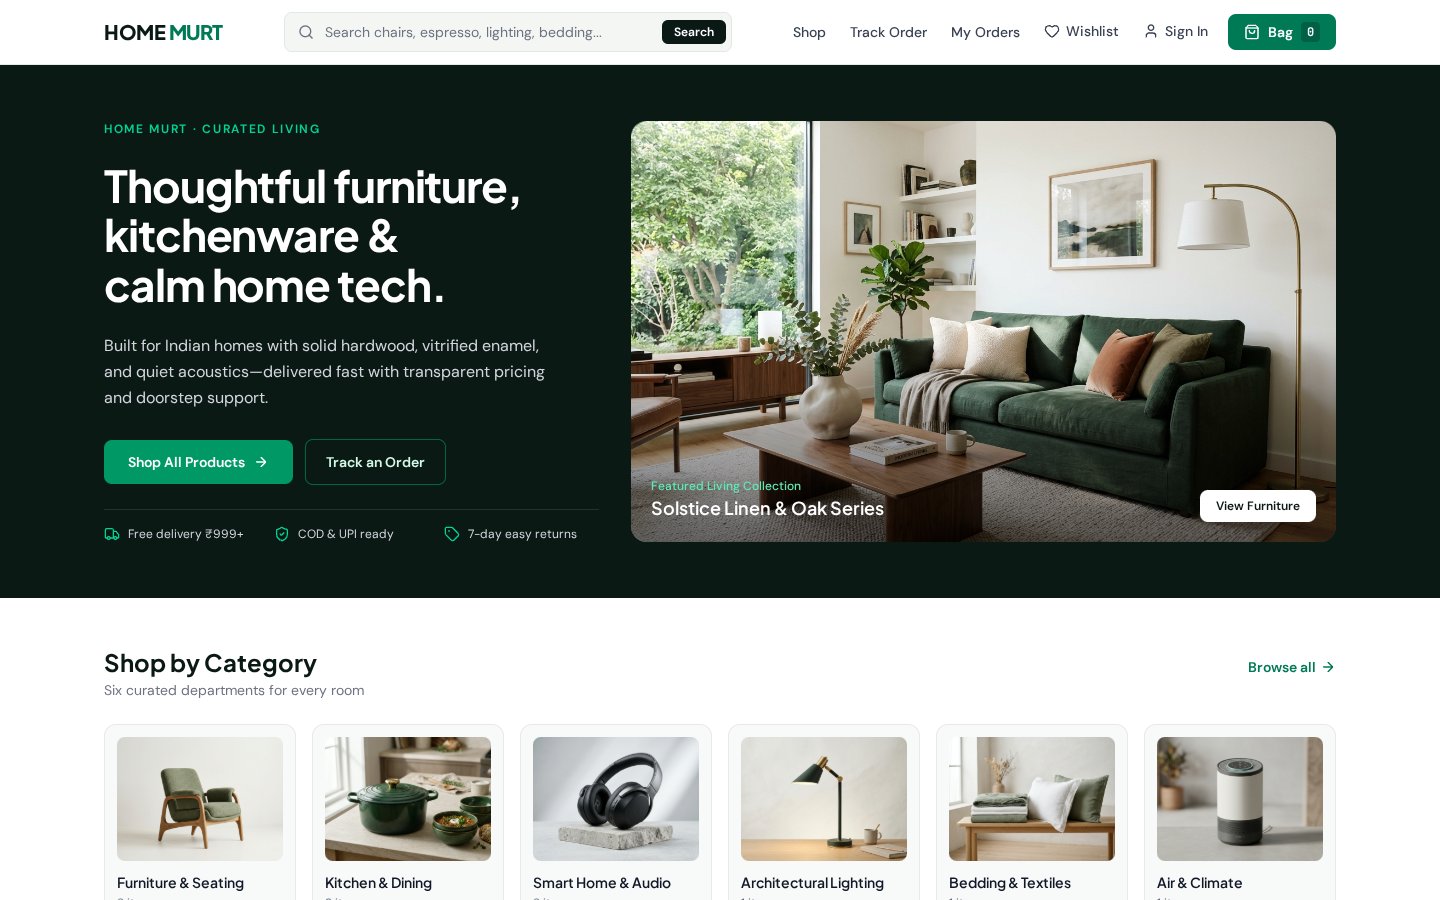 HOME MURT
Search chairs, espresso, lighting, bedding...
Search
Shop
Track Order
My Orders
Wishlist
Sign In
Bag 0
HOME MURT · CURATED LIVING
Thoughtful furniture,
kitchenware &
calm home tech.
Built for Indian homes with solid hardwood, vitrified enamel,
and quiet acoustics—delivered fast with transparent pricing
and doorstep support.
Shop All Products
Track an Order
Free delivery ₹999+
COD & UPI ready
7-day easy returns
Featured Living Collection
Solstice Linen & Oak Series
View Furniture
Shop by Category
Six curated departments for every room
Browse all
Furniture & Seating
Kitchen & Dining
Smart Home & Audio
Architectural Lighting
Bedding & Textiles
Air & Climate